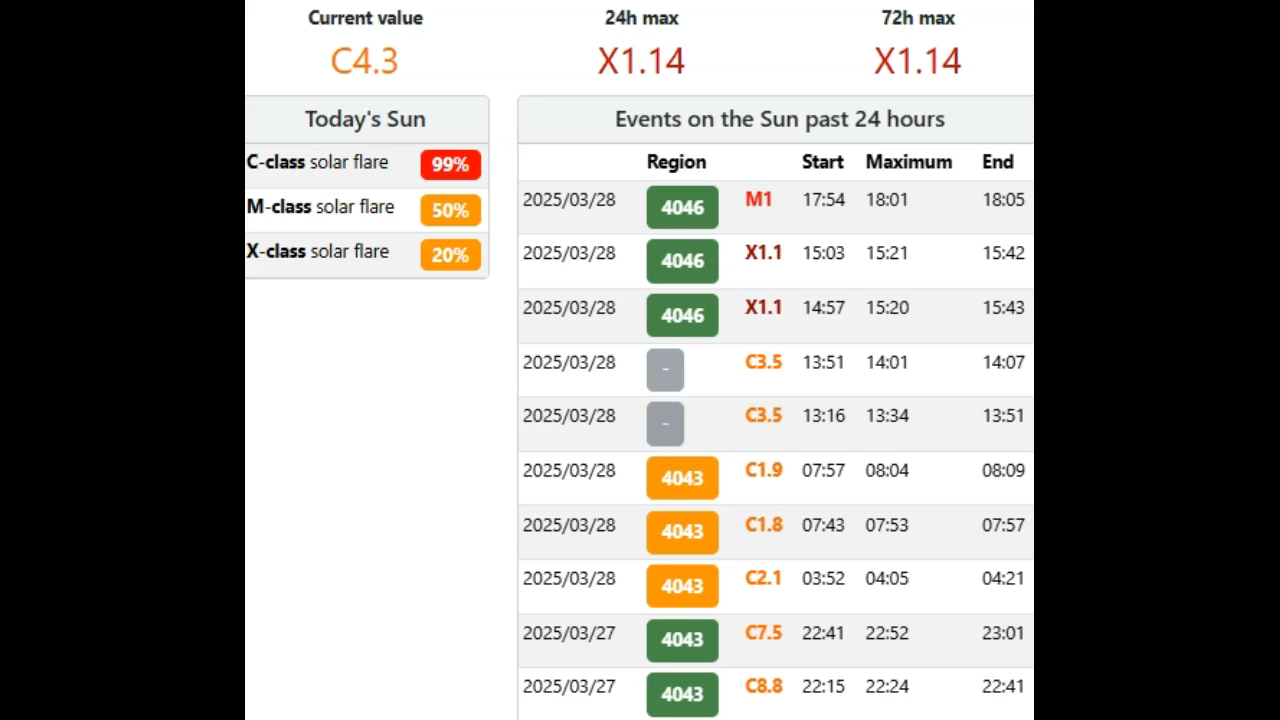 Current value 24h max 72h max
C4.3 X1.14 X1.14
Today's Sun
C-class solar flare 99%
M-class solar flare 50%
X-class solar flare 20%
Events on the Sun past 24 hours
Region Start Maximum End
2025/03/28 4046 M1 17:54 18:01 18:05
2025/03/28 4046 X1.1 15:03 15:21 15:42
2025/03/28 4046 X1.1 14:57 15:20 15:43
2025/03/28 - C3.5 13:51 14:01 14:07
2025/03/28 - C3.5 13:16 13:34 13:51
2025/03/28 4043 C1.9 07:57 08:04 08:09
2025/03/28 4043 C1.8 07:43 07:53 07:57
2025/03/28 4043 C2.1 03:52 04:05 04:21
2025/03/27 4043 C7.5 22:41 22:52 23:01
2025/03/27 4043 C8.8 22:15 22:24 22:41